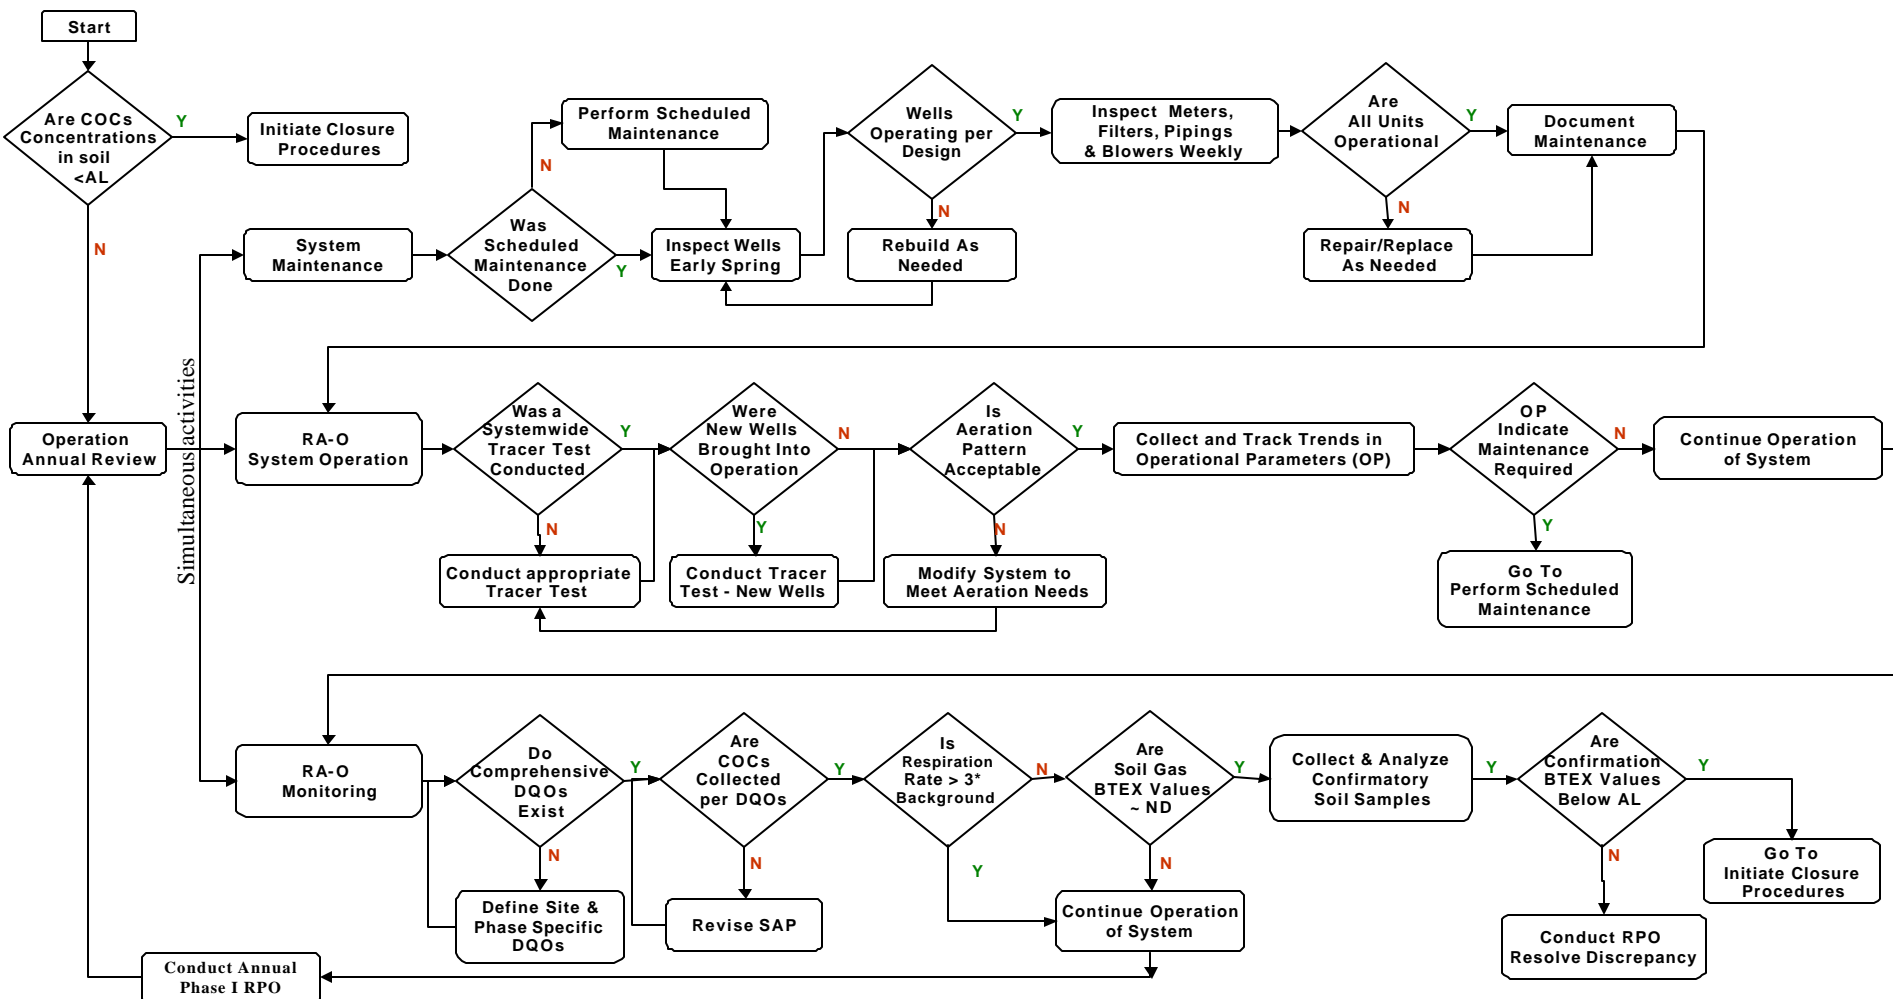 Start
Are COCs
Concentrations
in soil
<AL
Y
N
Initiate Closure
Procedures
System
Maintenance
Was
Scheduled
Maintenance
Done
N
Y
Perform Scheduled
Maintenance
Inspect Wells
Early Spring
Wells
Operating per
Design
Y
N
Rebuild As
Needed
Inspect Meters,
Filters, Pipings
& Blowers Weekly
Are
All Units
Operational
Y
N
Repair/Replace
As Needed
Document
Maintenance
Simultaneous activities
Operation
Annual Review
RA-O
System Operation
Was a
Systemwide
Tracer Test
Conducted
Y
N
Conduct appropriate
Tracer Test
Were
New Wells
Brought Into
Operation
N
Y
Conduct Tracer
Test - New Wells
Is
Aeration
Pattern
Acceptable
Y
N
Modify System to
Meet Aeration Needs
Collect and Track Trends in
Operational Parameters (OP)
OP
Indicate
Maintenance
Required
N
Y
Go To
Perform Scheduled
Maintenance
Continue Operation
of System
RA-O
Monitoring
Do
Comprehensive
DQOs
Exist
Y
N
Define Site &
Phase Specific
DQOs
Are
COCs
Collected
per DQOs
Y
N
Revise SAP
Is
Respiration
Rate > 3*
Background
N
Y
Are
Soil Gas
BTEX Values
~ ND
Y
N
Continue Operation
of System
Collect & Analyze
Confirmatory
Soil Samples
Y
Are
Confirmation
BTEX Values
Below AL
Y
N
Go To
Initiate Closure
Procedures
Conduct RPO
Resolve Discrepancy
Conduct Annual
Phase I RPO